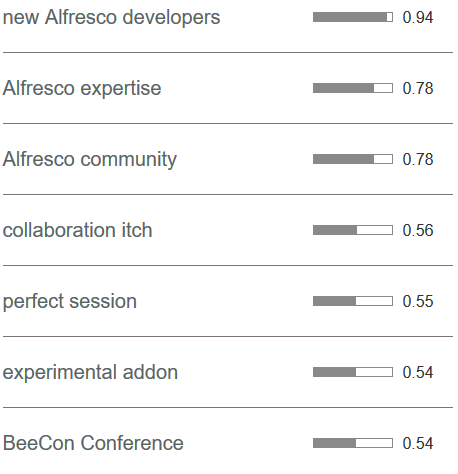 new Alfresco developers 0.94
Alfresco expertise 0.78
Alfresco community 0.78
collaboration itch 0.56
perfect session 0.55
experimental addon 0.54
BeeCon Conference 0.54